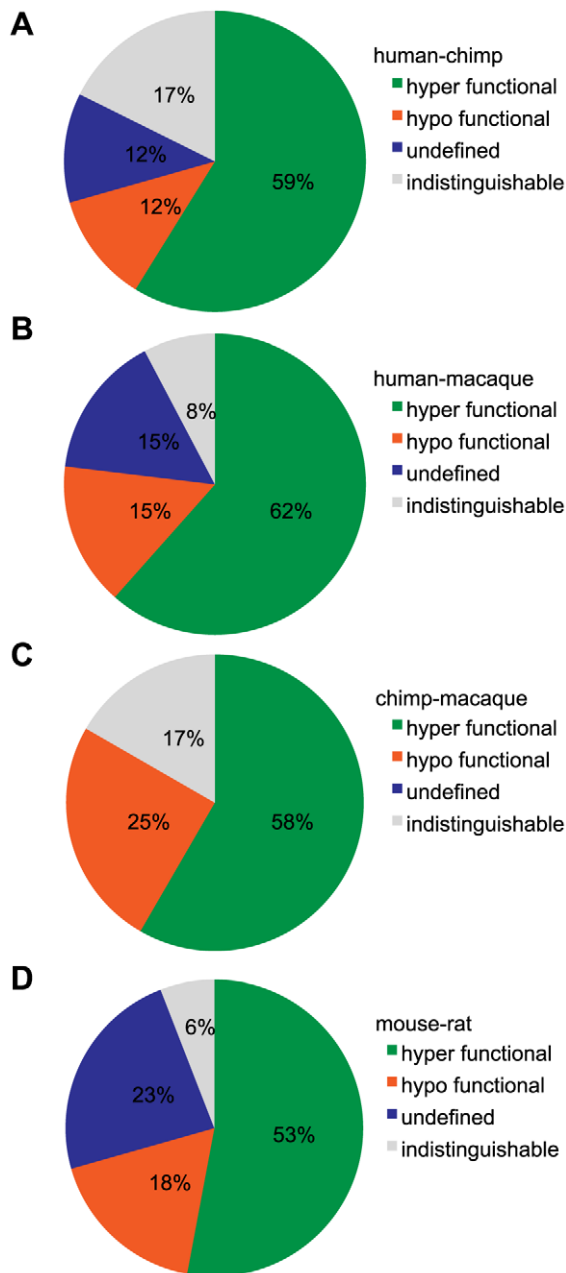 A
human-chimp
hyper functional
hypo functional
undefined
indistinguishable
17%
12%
12%
59%
B
human-macaque
hyper functional
hypo functional
undefined
indistinguishable
8%
15%
15%
62%
C
chimp-macaque
hyper functional
hypo functional
undefined
indistinguishable
17%
25%
58%
D
mouse-rat
hyper functional
hypo functional
undefined
indistinguishable
6%
23%
53%
18%